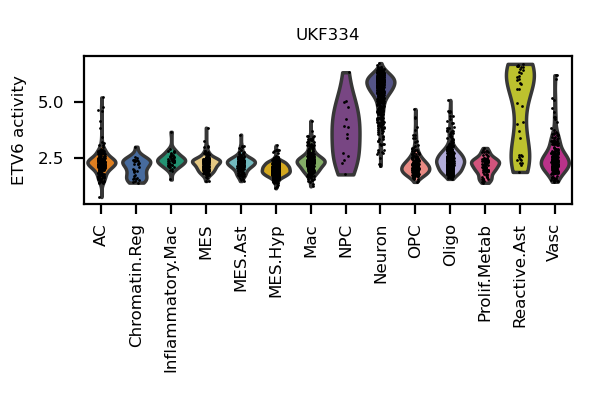 UKF334
ETV6 activity
5.0
2.5
AC
Chromatin.Reg
Inflammatory.Mac
MES
MES.Ast
MES.Hyp
Mac
NPC
Neuron
OPC
Oligo
Prolif.Metab
Reactive.Ast
Vasc